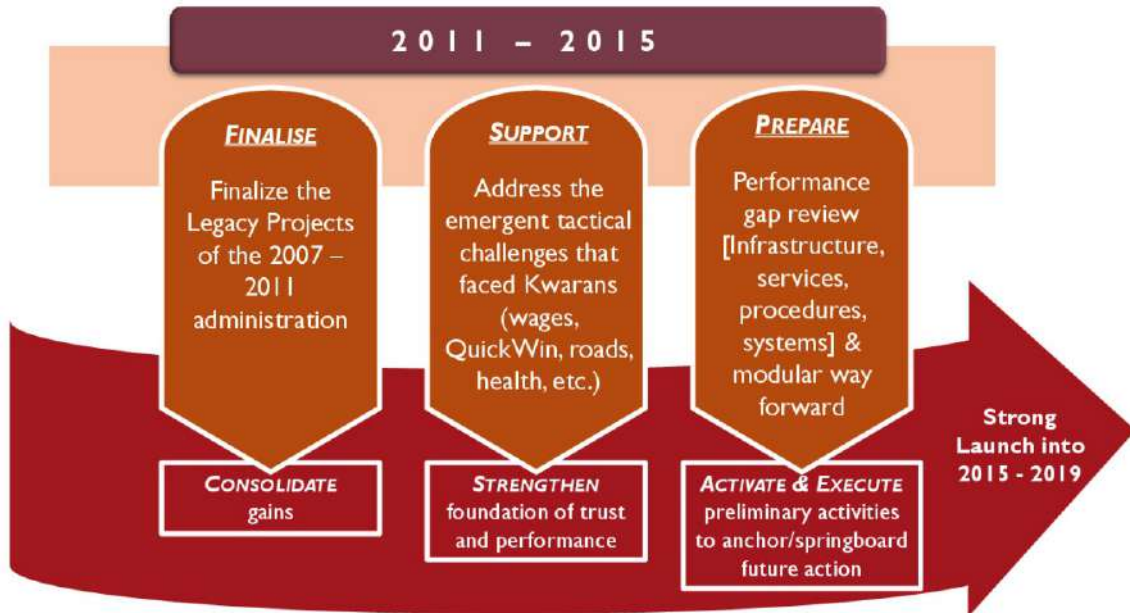 2011 – 2015
FINALISE
Finalize the
Legacy Projects
of the 2007 –
2011
administration
CONSOLIDATE
gains
SUPPORT
Address the
emergent tactical
challenges that
faced Kwarans
(wages,
QuickWin, roads,
health, etc.)
STRENGTHEN
foundation of trust
and performance
PREPARE
Performance
gap review
[Infrastructure,
services,
procedures,
systems] &
modular way
forward
ACTIVATE & EXECUTE
preliminary activities
to anchor/springboard
future action
Strong
Launch into
2015 - 2019